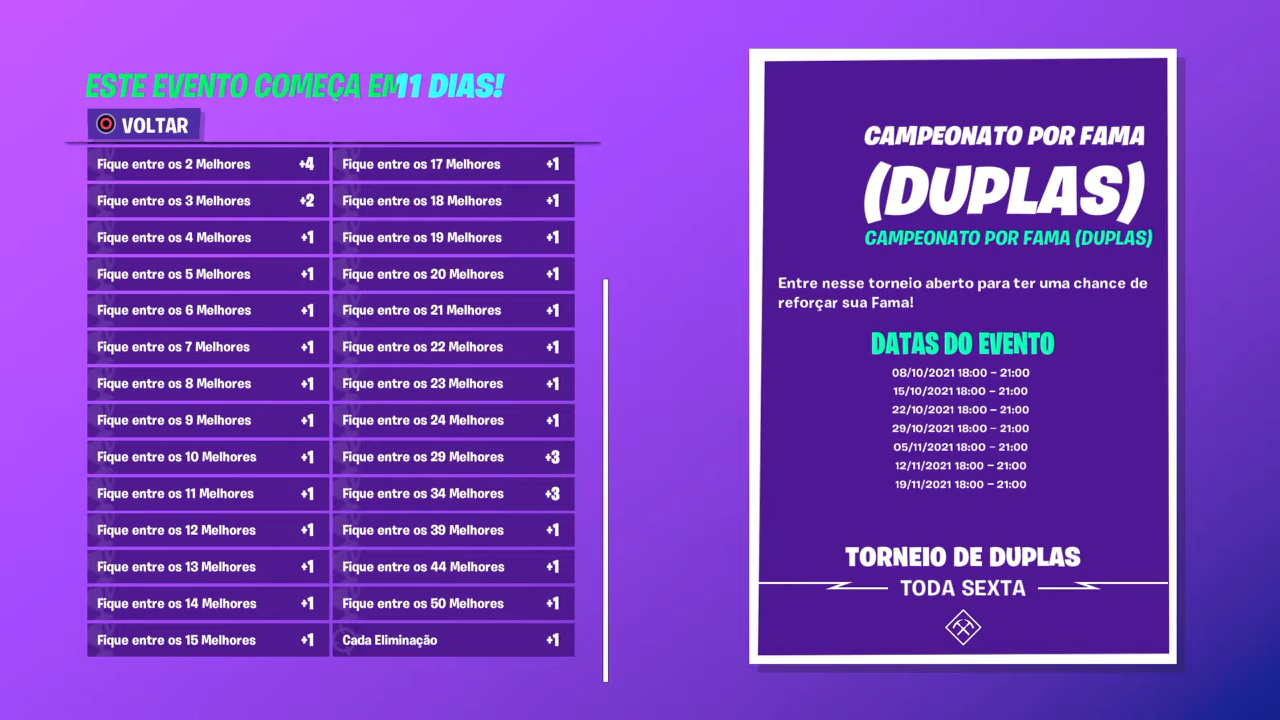 ESTE EVENTO COMEÇA EM 11 DIAS!
VOLTAR
Fique entre os 2 Melhores +4
Fique entre os 3 Melhores +2
Fique entre os 4 Melhores +1
Fique entre os 5 Melhores +1
Fique entre os 6 Melhores +1
Fique entre os 7 Melhores +1
Fique entre os 8 Melhores +1
Fique entre os 9 Melhores +1
Fique entre os 10 Melhores +1
Fique entre os 11 Melhores +1
Fique entre os 12 Melhores +1
Fique entre os 13 Melhores +1
Fique entre os 14 Melhores +1
Fique entre os 15 Melhores +1
Fique entre os 17 Melhores +1
Fique entre os 18 Melhores +1
Fique entre os 19 Melhores +1
Fique entre os 20 Melhores +1
Fique entre os 21 Melhores +1
Fique entre os 22 Melhores +1
Fique entre os 23 Melhores +1
Fique entre os 24 Melhores +1
Fique entre os 29 Melhores +3
Fique entre os 34 Melhores +3
Fique entre os 39 Melhores +1
Fique entre os 44 Melhores +1
Fique entre os 50 Melhores +1
Cada Eliminação +1
CAMPEONATO POR FAMA
(DUPLAS)
CAMPEONATO POR FAMA (DUPLAS)
Entre nesse torneio aberto para ter uma chance de
reforçar sua Fama!
DATAS DO EVENTO
08/10/2021 18:00 - 21:00
15/10/2021 18:00 - 21:00
22/10/2021 18:00 - 21:00
29/10/2021 18:00 - 21:00
05/11/2021 18:00 - 21:00
12/11/2021 18:00 - 21:00
19/11/2021 18:00 - 21:00
TORNEIO DE DUPLAS
TODA SEXTA